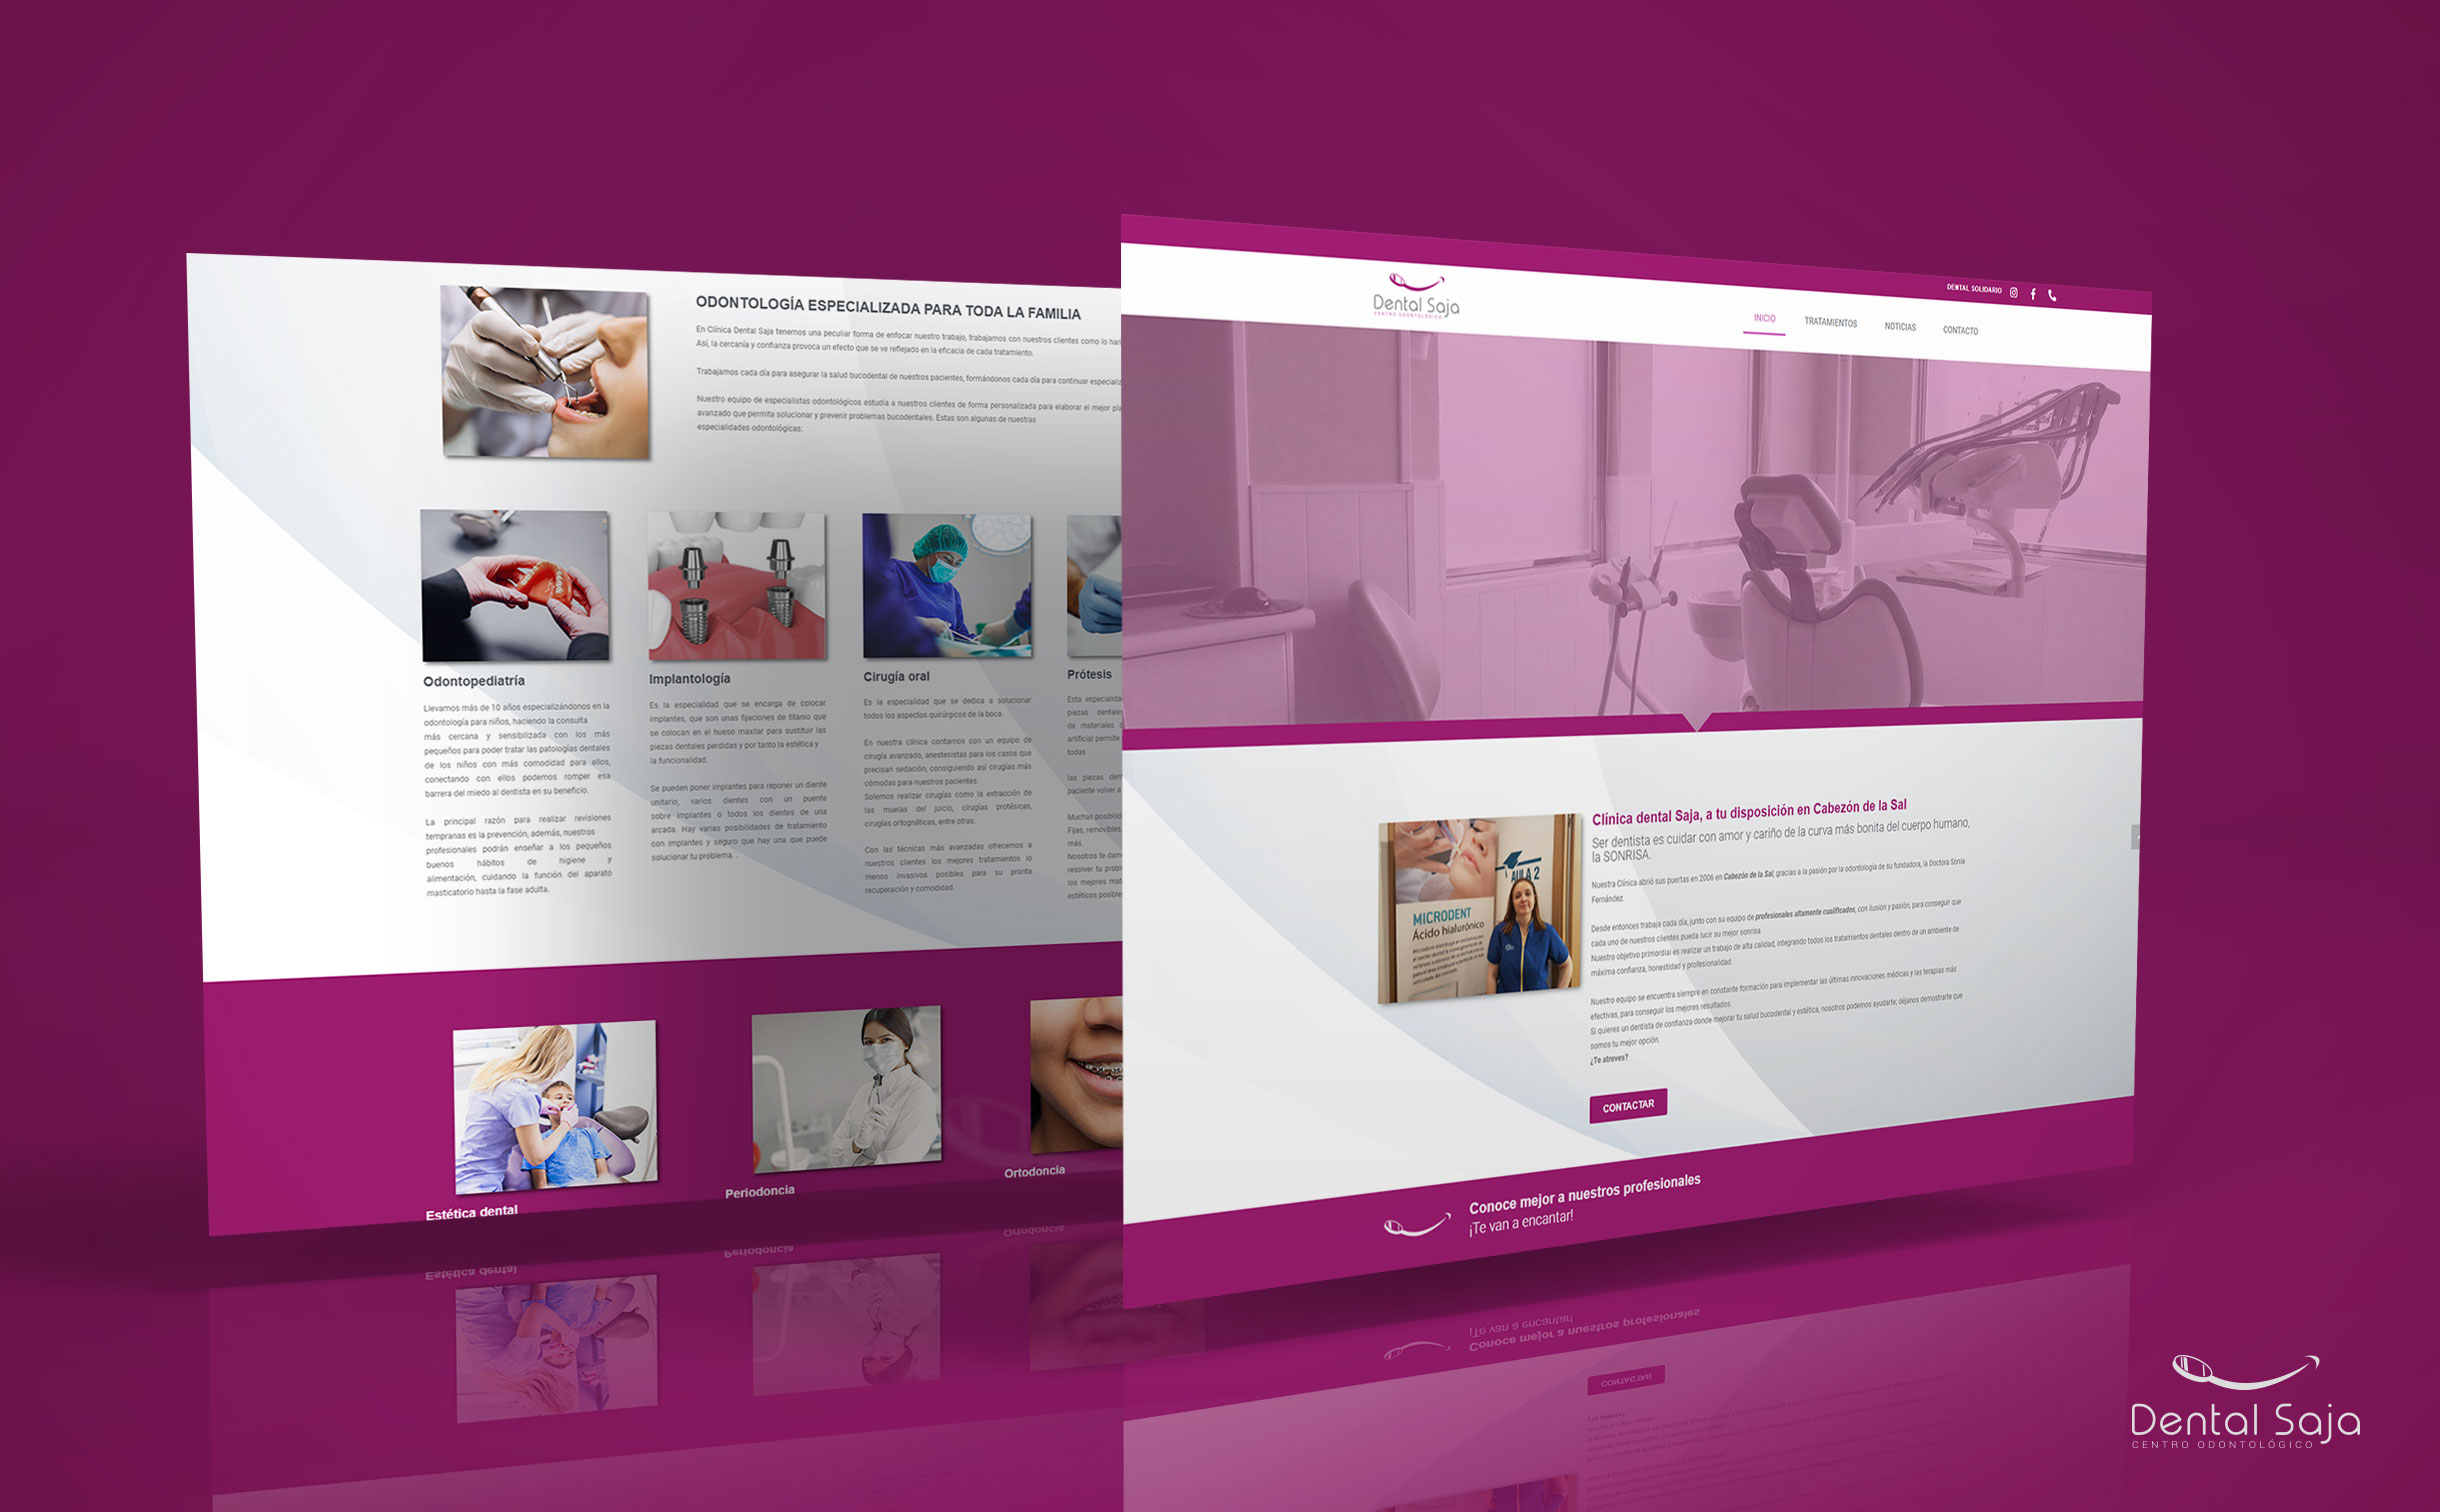 ODONTOLOGÍA ESPECIALIZADA PARA TODA LA FAMILIA
En Clínica Dental Saja tenemos una peculiar forma de enfocar nuestro trabajo, trabajamos con nuestros clientes como lo harí
Así, la cercanía y confianza provoca un efecto que se ve reflejado en la eficacia de cada tratamiento.
Trabajamos cada día para asegurar la salud bucodental de nuestros pacientes, formándonos cada día para continuar especializ
Nuestro equipo de especialistas odontológicos estudia a nuestros clientes de forma personalizada para elaborar el mejor pla
avanzado que permita solucionar y prevenir problemas bucodentales. Estas son algunas de nuestras
especialidades odontológicas:
Odontopediatría
Llevamos más de 10 años especializándonos en la
odontología para niños, haciendo la consulta
más cercana y sensibilizada con los más
pequeños para poder tratar las patologías dentales
de los niños con más comodidad para ellos,
conectando con ellos podemos romper esa
barrera del miedo al dentista en su beneficio.
La principal razón para realizar revisiones
tempranas es la prevención, además, nuestros
profesionales podrán enseñar a los pequeños
buenos hábitos de higiene y
alimentación, cuidando la función del aparato
masticatorio hasta la fase adulta.
Implantología
Es la especialidad que se encarga de colocar
implantes, que son unas fijaciones de titanio que
se colocan en el hueso maxilar para sustituir las
piezas dentales perdidas y por tanto la estética y
la funcionalidad.
Se pueden poner implantes para reponer un diente
unitario, varios dientes con un puente
sobre implantes o todos los dientes de una
arcada. Hay varias posibilidades de tratamiento
con implantes y seguro que hay una que puede
solucionar tu problema. .
Cirugía oral
Es la especialidad que se dedica a solucionar
todos los aspectos quirúrgicos de la boca.
En nuestra clínica contamos con un equipo de
cirugía avanzado, anestesistas para los casos que
precisan sedación, consiguiendo así cirugías más
cómodas para nuestros pacientes.
Solemos realizar cirugías como la extracción de
las muelas del juicio, cirugías protésicas,
cirugías ortognáticas, entre otras.
Con las técnicas más avanzadas ofrecemos a
nuestros clientes los mejores tratamientos lo
menos invasivos posibles para su pronta
recuperación y comodidad.
Prótesis
Esta especialida
piezas dentale
de materiales
artificial permite
todas
las piezas den
paciente volver a
Muchas posibilid
Fijas, removibles,
más.
Nosotros te dam
resolver tu probl
los mejores mat
estéticos posible
Estética dental
Periodoncia
Ortodoncia
DENTAL SOLIDARIO
Dental Saja
CENTRO ODONTOLÓGICO
INICIO TRATAMIENTOS NOTICIAS CONTACTO
AULA 2
MICRODENT
Ácido hialurónico
Clínica dental Saja, a tu disposición en Cabezón de la Sal
Ser dentista es cuidar con amor y cariño de la curva más bonita del cuerpo humano,
la SONRISA.
Nuestra Clínica abrió sus puertas en 2006 en Cabezón de la Sal, gracias a la pasión por la odontología de su fundadora, la Doctora Sonia
Fernández.
Desde entonces trabaja cada día, junto con su equipo de profesionales altamente cualificados, con ilusión y pasión, para conseguir que
cada uno de nuestros clientes pueda lucir su mejor sonrisa.
Nuestro objetivo primordial es realizar un trabajo de alta calidad, integrando todos los tratamientos dentales dentro de un ambiente de
máxima confianza, honestidad y profesionalidad.
Nuestro equipo se encuentra siempre en constante formación para implementar las últimas innovaciones médicas y las terapias más
efectivas, para conseguir los mejores resultados.
Si quieres un dentista de confianza donde mejorar tu salud bucodental y estética, nosotros podemos ayudarte; déjanos demostrarte que
somos tu mejor opción.
¿Te atreves?
CONTACTAR
Conoce mejor a nuestros profesionales
¡Te van a encantar!
Dental Saja
CENTRO ODONTOLÓGICO